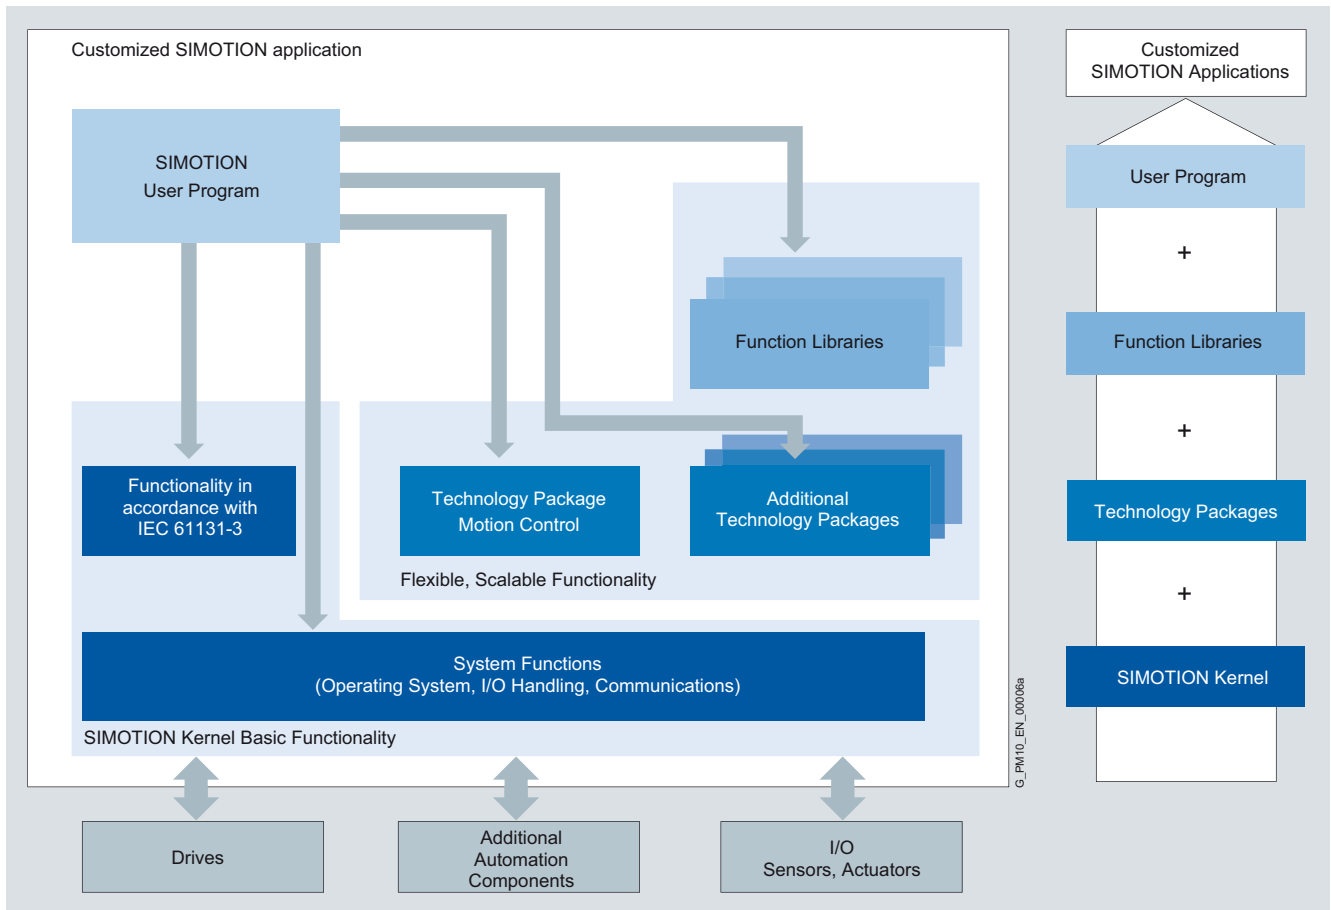 Customized SIMOTION application
SIMOTION
User Program
Function Libraries
Functionality in
accordance with
IEC 61131-3
Technology Package
Motion Control
Additional
Technology Packages
Flexible, Scalable Functionality
System Functions
(Operating System, I/O Handling, Communications)
SIMOTION Kernel Basic Functionality
G_PM10_EN_00006a
Drives
Additional
Automation
Components
I/O
Sensors, Actuators
Customized
SIMOTION Applications
User Program
+
Function Libraries
+
Technology Packages
+
SIMOTION Kernel